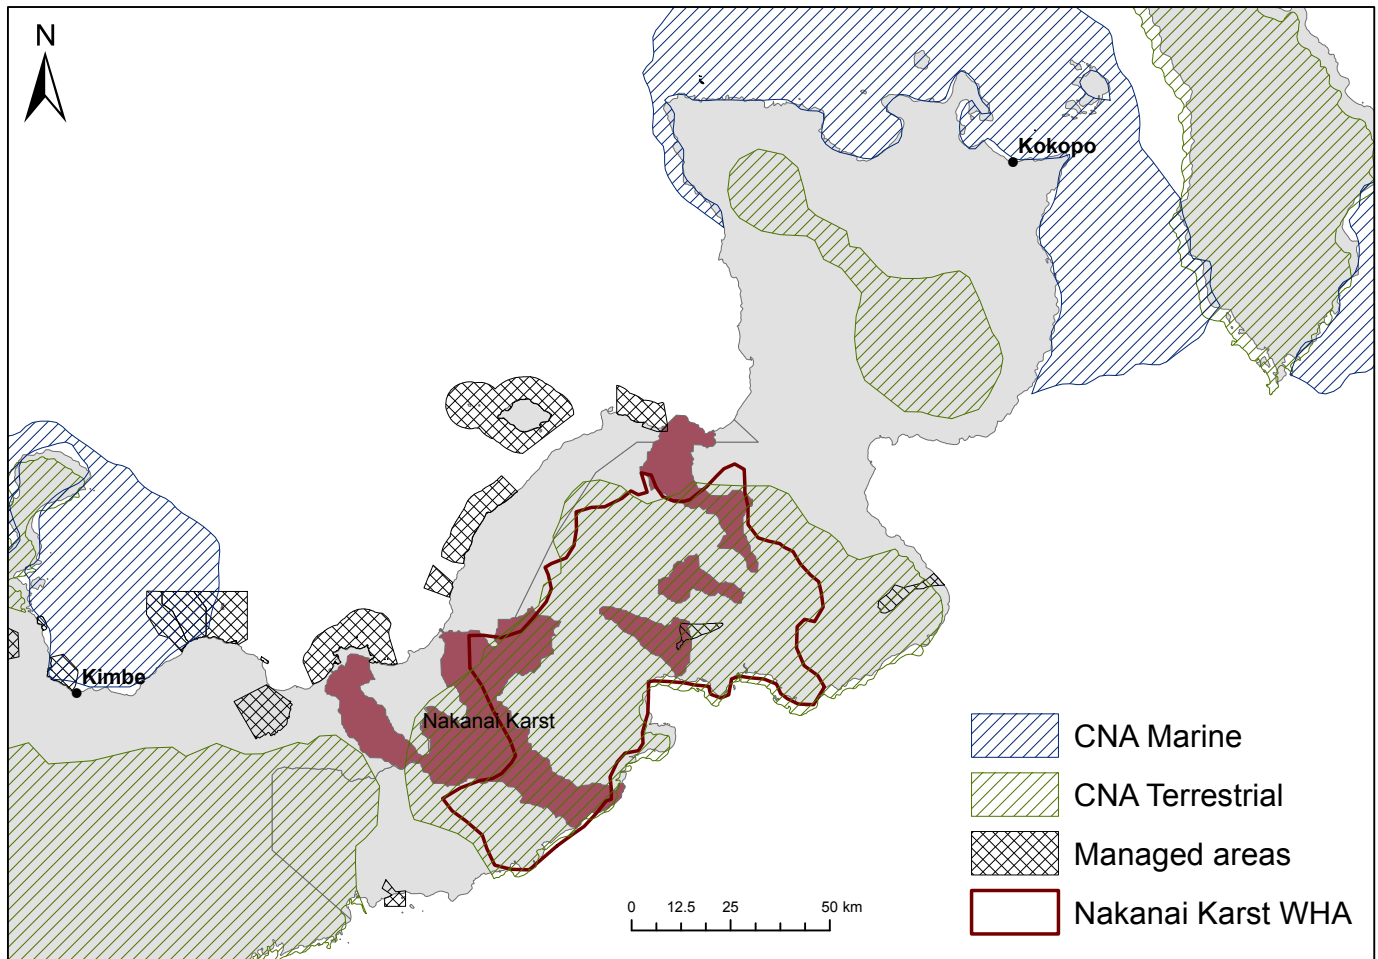 N
Kokopo
Kimbe
Nakanai Karst
CNA Marine
CNA Terrestrial
Managed areas
Nakanai Karst WHA
0 12.5 25 50 km